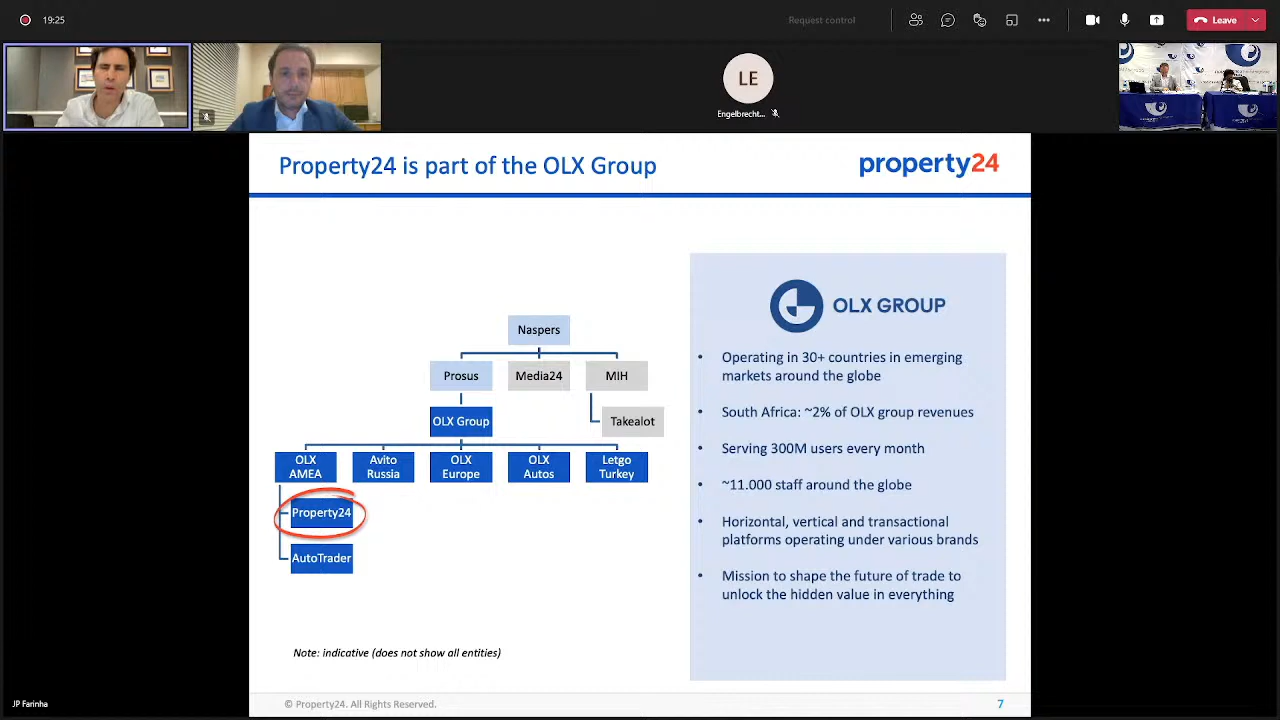 19:25
Request control
Leave
LE
Engelbrecht...
Property24 is part of the OLX Group
property24
Naspers
Prosus
Media24
MIH
OLX Group
Takealot
OLX
AMEA
Avito
Russia
OLX
Europe
OLX
Autos
Letgo
Turkey
Property24
AutoTrader
Note: indicative (does not show all entities)
OLX GROUP
• Operating in 30+ countries in emerging
markets around the globe
• South Africa: ~2% of OLX group revenues
• Serving 300M users every month
• ~11.000 staff around the globe
• Horizontal, vertical and transactional
platforms operating under various brands
• Mission to shape the future of trade to
unlock the hidden value in everything
JP Farinha
© Property24. All Rights Reserved.
7